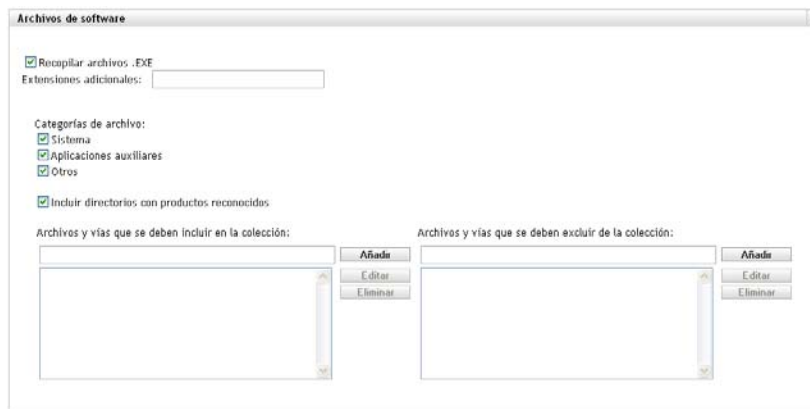 Archivos de software
Recopilar archivos .EXE
Extensiones adicionales:
Categorías de archivo:
Sistema
Aplicaciones auxiliares
Otros
Incluir directorios con productos reconocidos
Archivos y vías que se deben incluir en la colección: Archivos y vías que se deben excluir de la colección:
Añadir Añadir
Editar Editar
Eliminar Eliminar